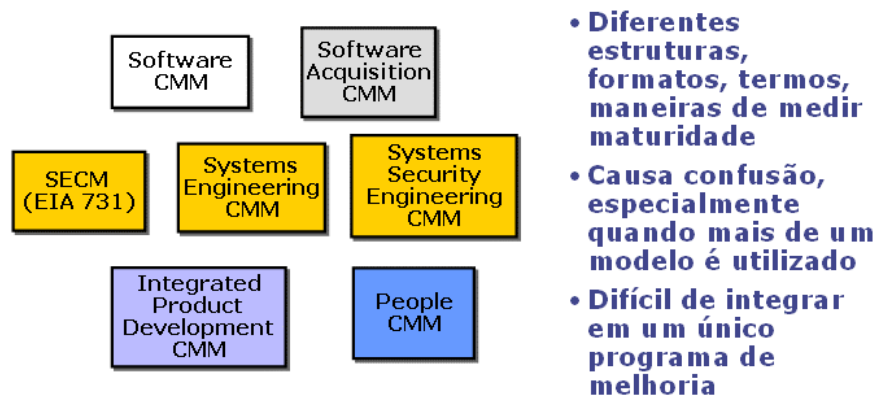 Software
CMM
Software
Acquisition
CMM
SECM
(EIA 731)
Systems
Engineering
CMM
Systems
Security
Engineering
CMM
Integrated
Product
Development
CMM
People
CMM
• Diferentes
estruturas,
formatos, termos,
maneiras de medir
maturidade
• Causa confusão,
especialmente
quando mais de um
modelo é utilizado
• Difícil de integrar
em um único
programa de
melhoria